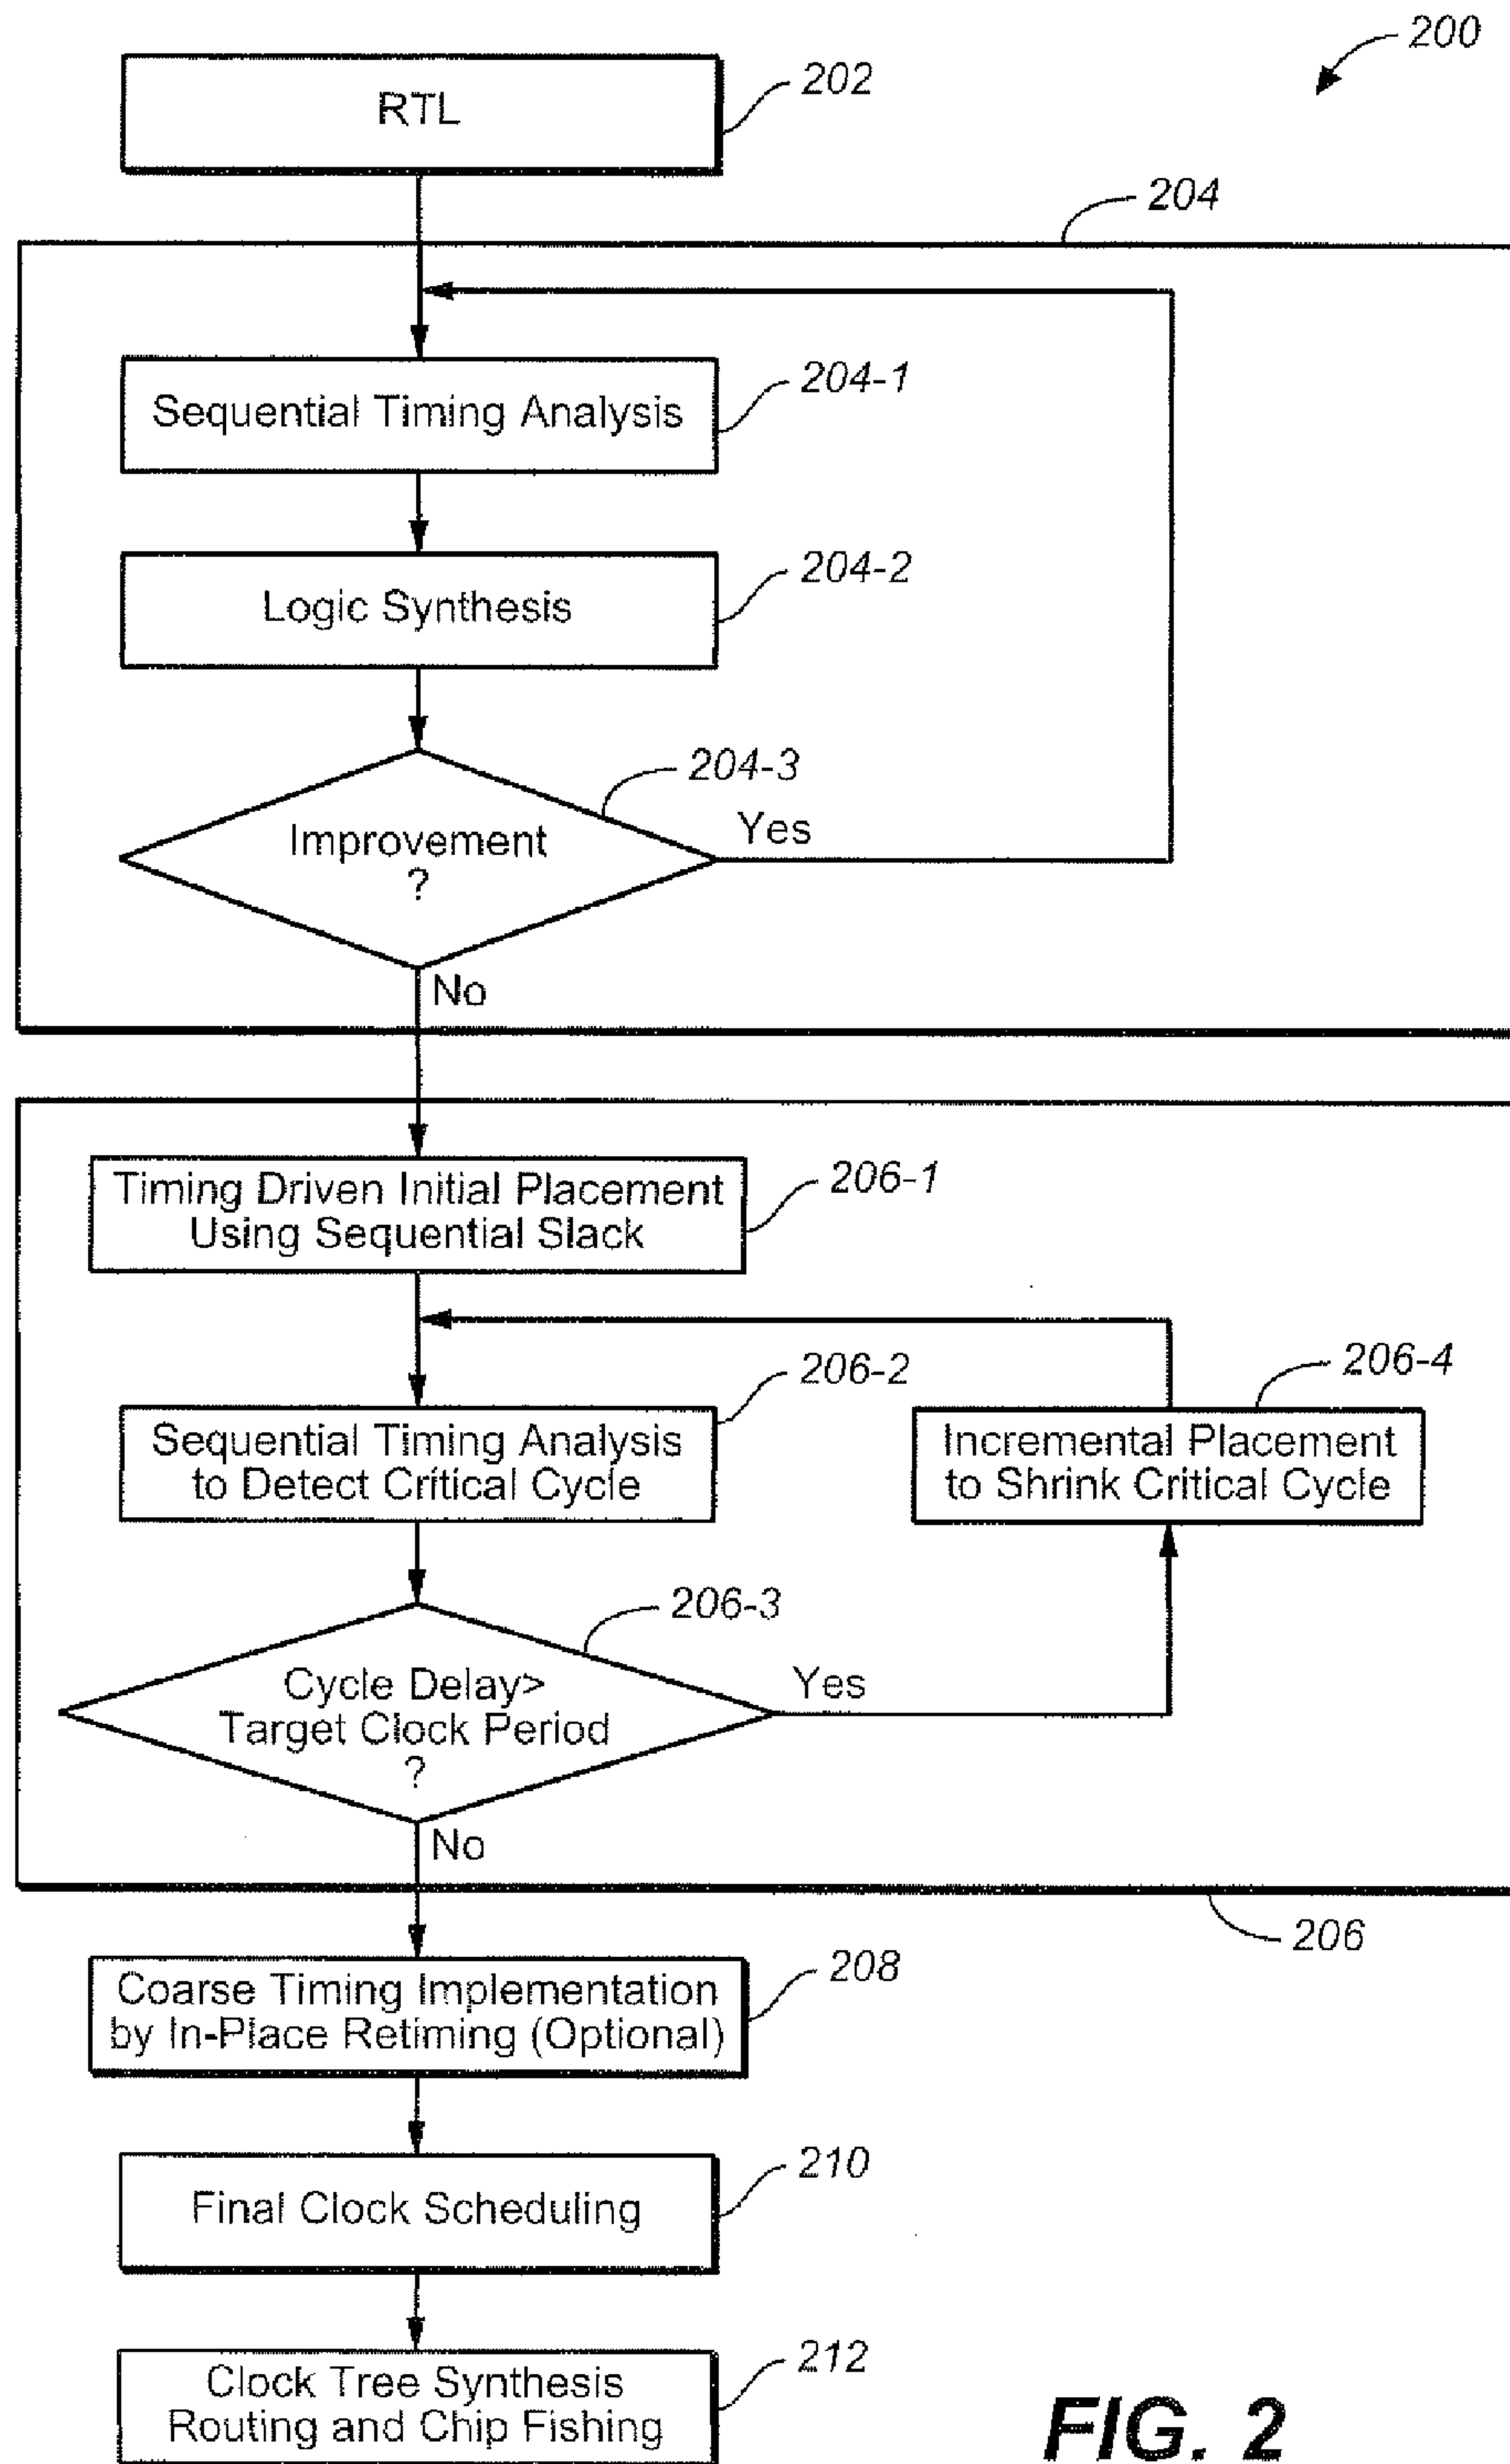 200
RTL
202
204
Sequential Timing Analysis
204-1
Logic Synthesis
204-2
204-3
Improvement
?
Yes
No
Timing Driven Initial Placement
Using Sequential Slack
206-1
Sequential Timing Analysis
to Detect Critical Cycle
206-2
Incremental Placement
to Shrink Critical Cycle
206-4
206-3
Cycle Delay>
Target Clock Period
?
Yes
No
206
Coarse Timing Implementation
by In-Place Retiming (Optional)
208
Final Clock Scheduling
210
Clock Tree Synthesis
Routing and Chip Fishing
212
FIG. 2